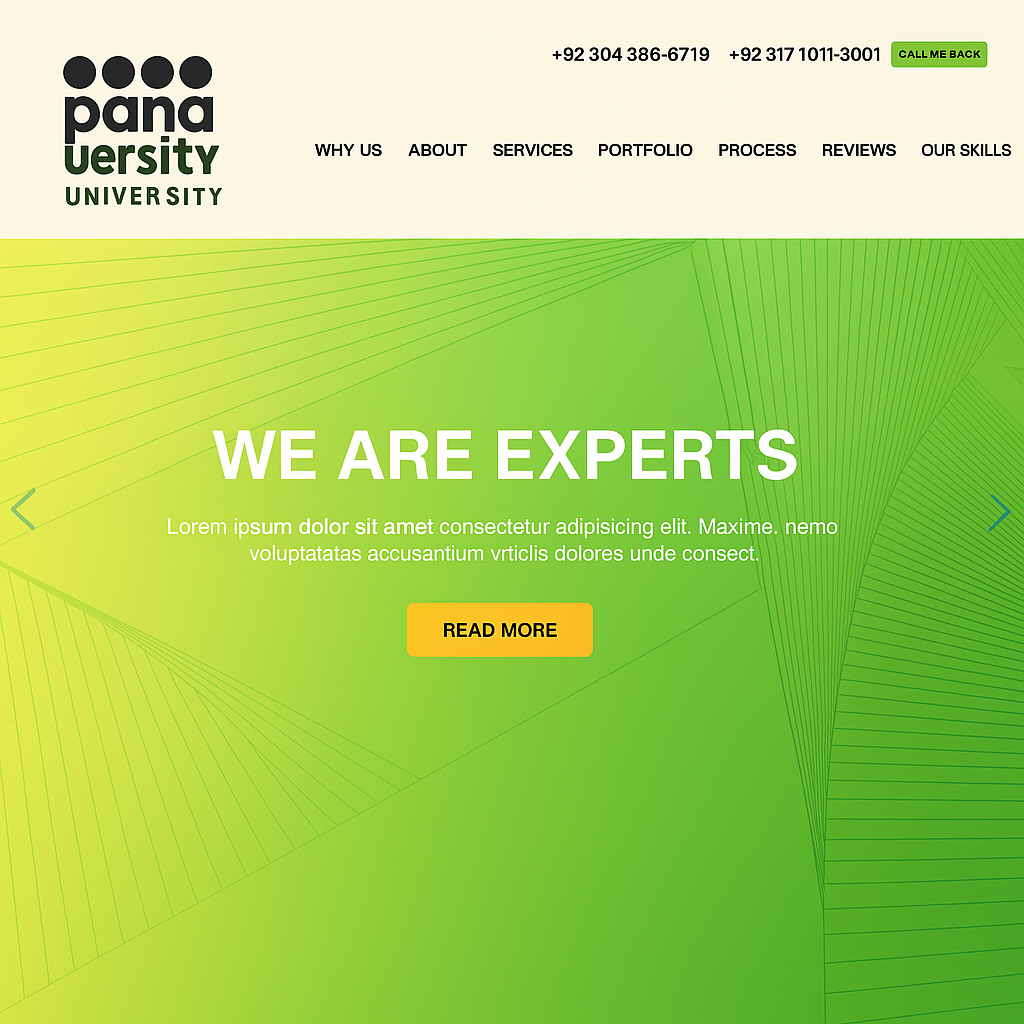 pana
uersity
UNIVERSITY
+92 304 386-6719 +92 317 1011-3001 CALL ME BACK
WHY US ABOUT SERVICES PORTFOLIO PROCESS REVIEWS OUR SKILLS
WE ARE EXPERTS
Lorem ipsum dolor sit amet consectetur adipisicing elit. Maxime. nemo
voluptatatas accusantium vrticlis dolores unde consect.
READ MORE